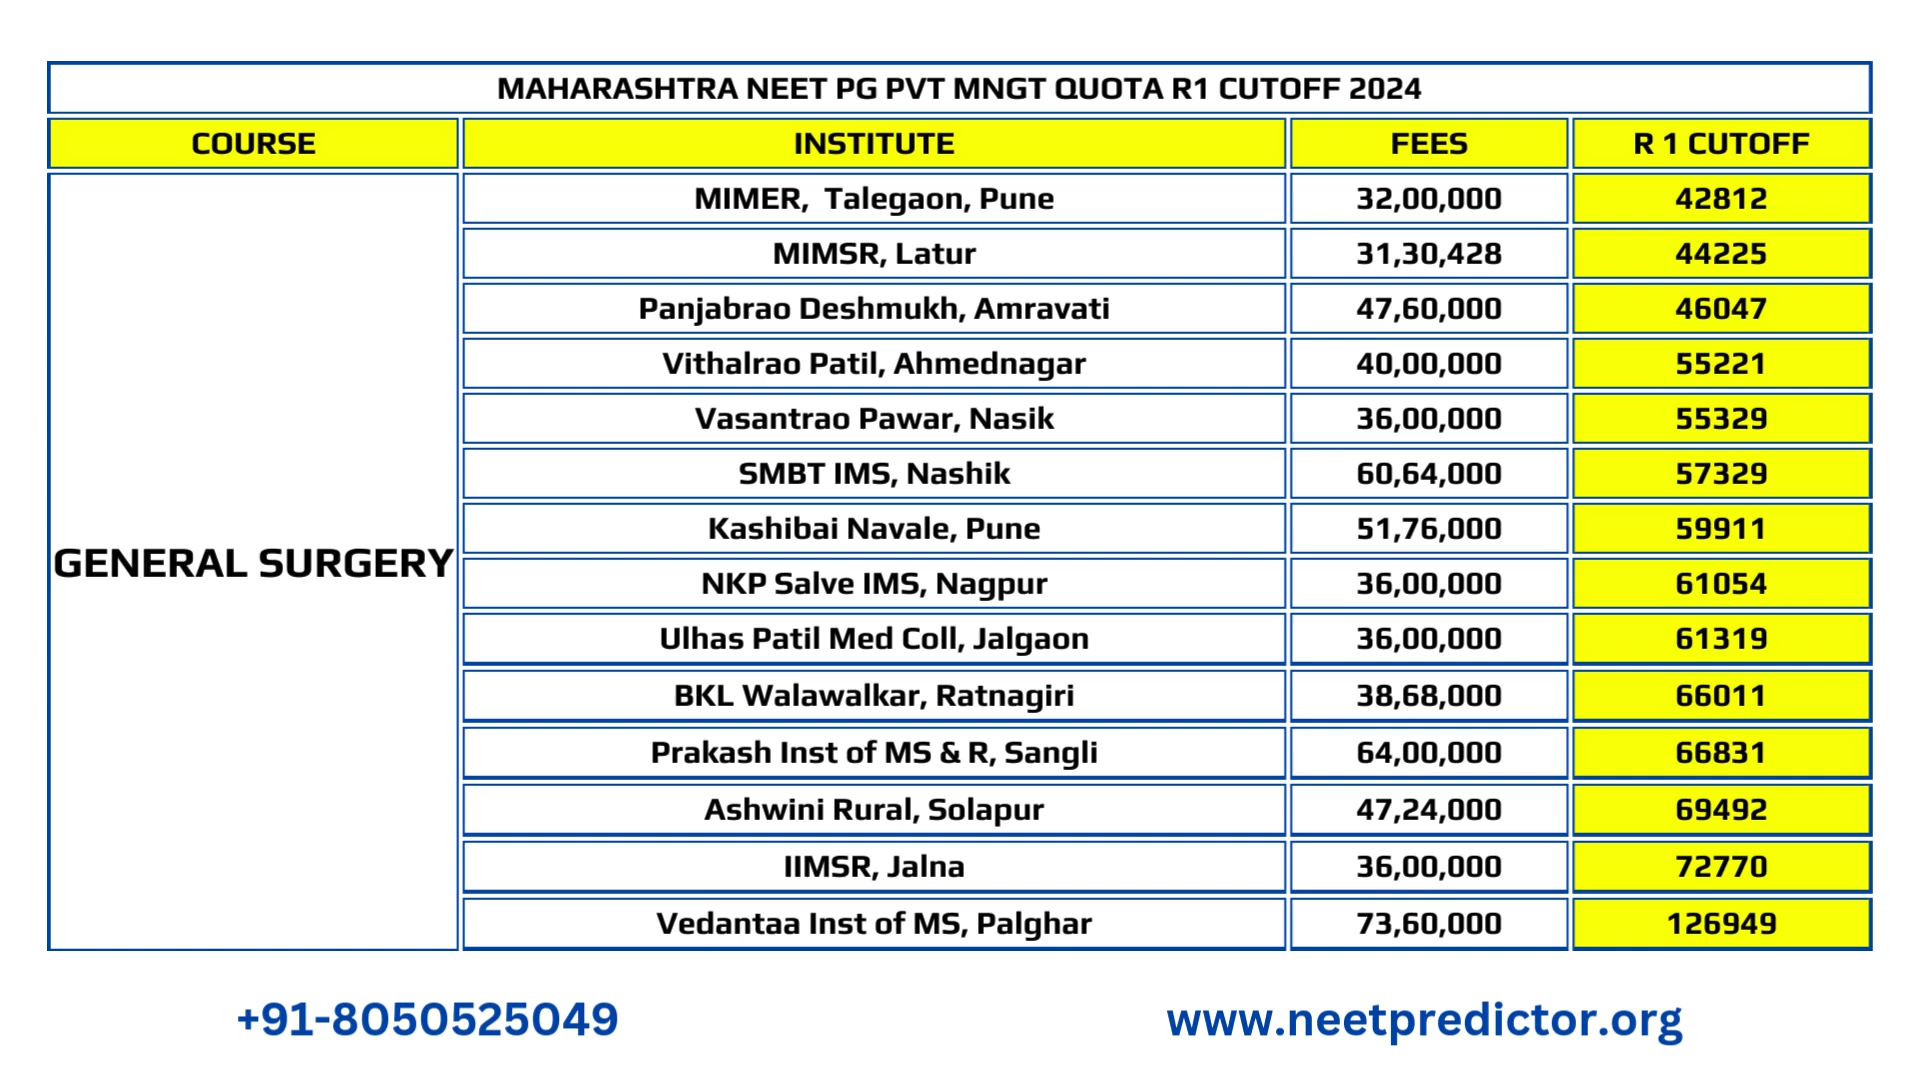 MAHARASHTRA NEET PG PVT MNGT QUOTA R1 CUTOFF 2024
COURSE INSTITUTE FEES R 1 CUTOFF
GENERAL SURGERY
MIMER, Talegaon, Pune 32,00,000 42812
MIMSR, Latur 31,30,428 44225
Panjabrao Deshmukh, Amravati 47,60,000 46047
Vithalrao Patil, Ahmednagar 40,00,000 55221
Vasantrao Pawar, Nasik 36,00,000 55329
SMBT IMS, Nashik 60,64,000 57329
Kashibai Navale, Pune 51,76,000 59911
NKP Salve IMS, Nagpur 36,00,000 61054
Ulhas Patil Med Coll, Jalgaon 36,00,000 61319
BKL Walawalkar, Ratnagiri 38,68,000 66011
Prakash Inst of MS & R, Sangli 64,00,000 66831
Ashwini Rural, Solapur 47,24,000 69492
IIMSR, Jalna 36,00,000 72770
Vedantaa Inst of MS, Palghar 73,60,000 126949
+91-8050525049 www.neetpredictor.org